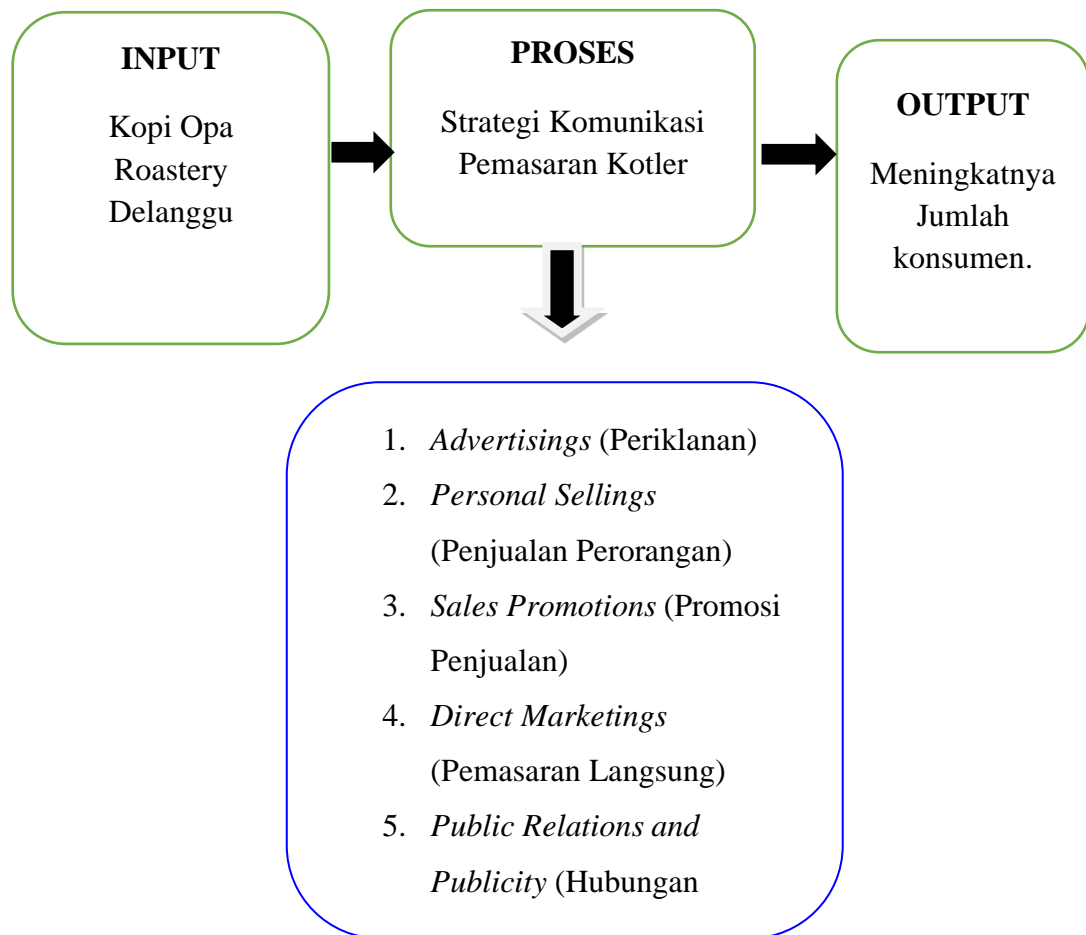 INPUT
Kopi Opa
Roastery
Delanggu
PROSES
Strategi Komunikasi
Pemasaran Kotler
OUTPUT
Meningkatnya
Jumlah
konsumen.
1. Advertisings (Periklanan)
2. Personal Sellings
(Penjualan Perorangan)
3. Sales Promotions (Promosi
Penjualan)
4. Direct Marketings
(Pemasaran Langsung)
5. Public Relations and
Publicity (Hubungan